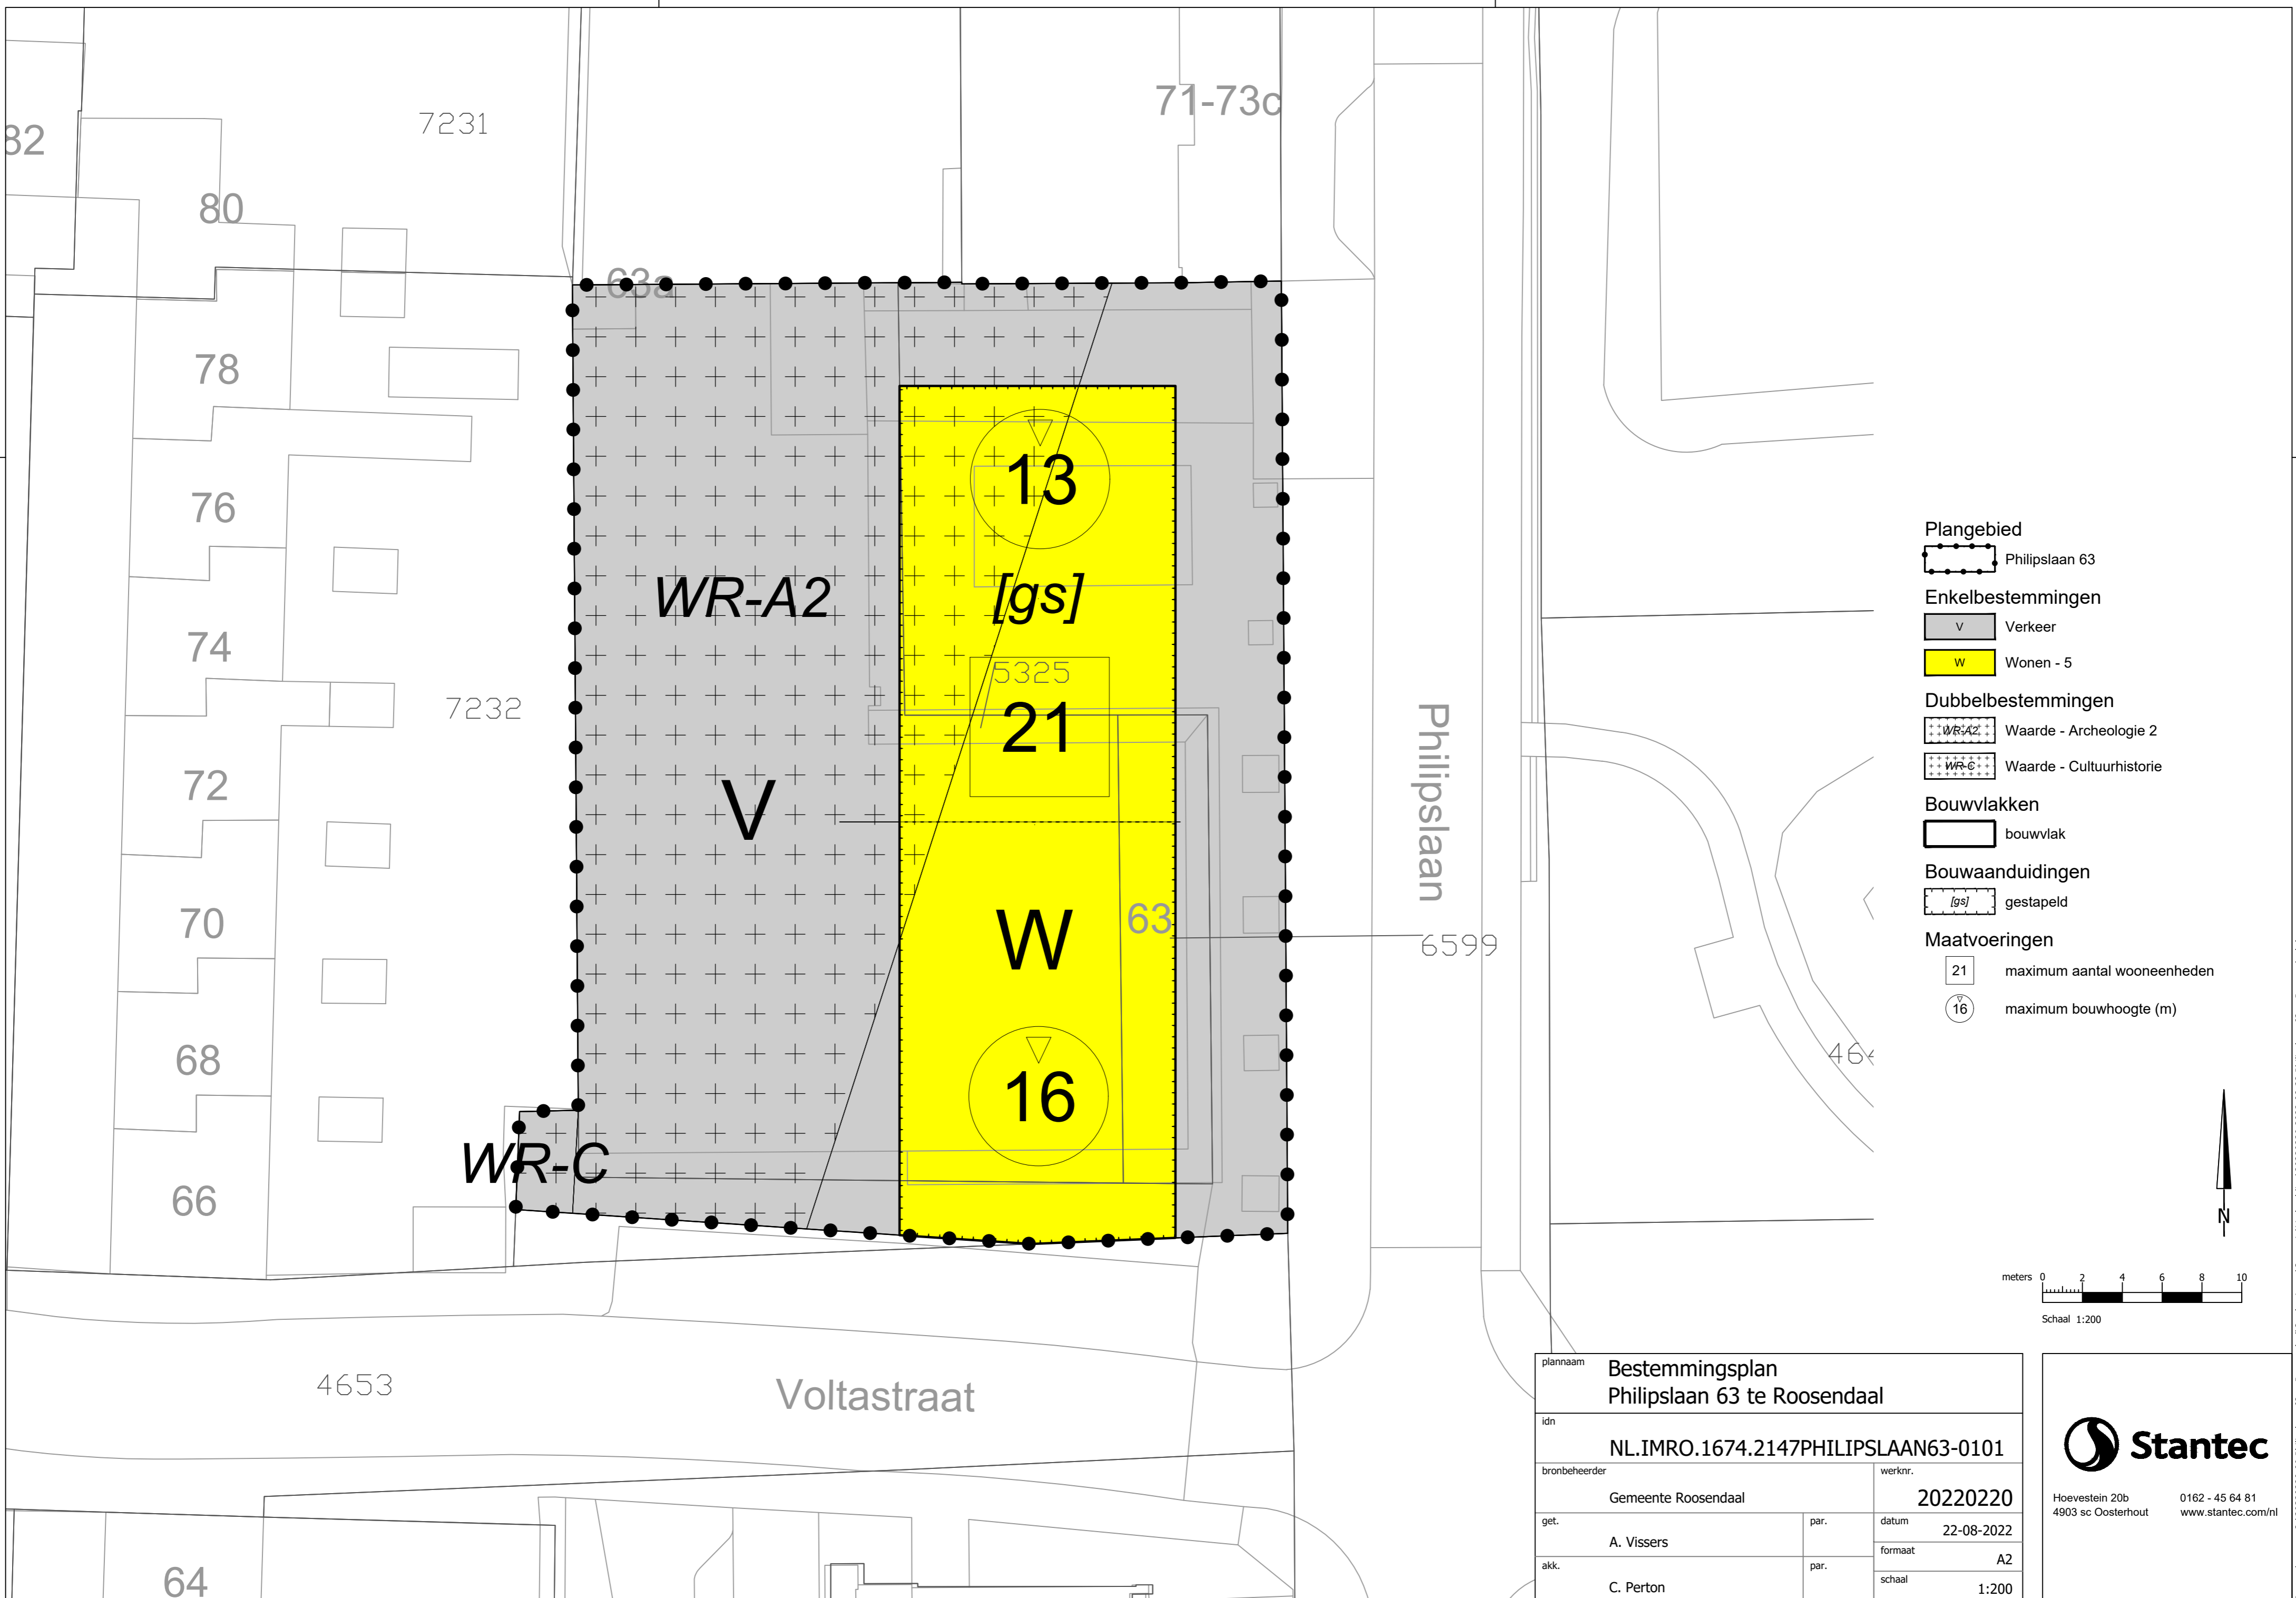 71-73c
7231
82
80
63a
78
13
76
WR-A2
[gs]
74
5325
7232
21
Philipslaan
72
V
70
63
W
6599
68
16
WR-C
66
4653
Voltastraat
64
Plangebied
Philipslaan 63
Enkelbestemmingen
V Verkeer
W Wonen - 5
Dubbelbestemmingen
WR-A2 Waarde - Archeologie 2
WR-C Waarde - Cultuurhistorie
Bouwvlakken
bouwvlak
Bouwaanduidingen
[gs] gestapeld
Maatvoeringen
21 maximum aantal wooneenheden
16 maximum bouwhoogte (m)
N
meters 0 2 4 6 8 10
Schaal 1:200
plannaam Bestemmingsplan
Philipslaan 63 te Roosendaal
idn
NL.IMRO.1674.2147PHILIPSLAAN63-0101
bronbeheerder
Gemeente Roosendaal
werknr.
20220220
get.
A. Vissers
par.
datum
22-08-2022
formaat
A2
akk.
C. Perton
par.
schaal
1:200
Stantec
Hoevestein 20b 0162 - 45 64 81
4903 sc Oosterhout www.stantec.com/nl